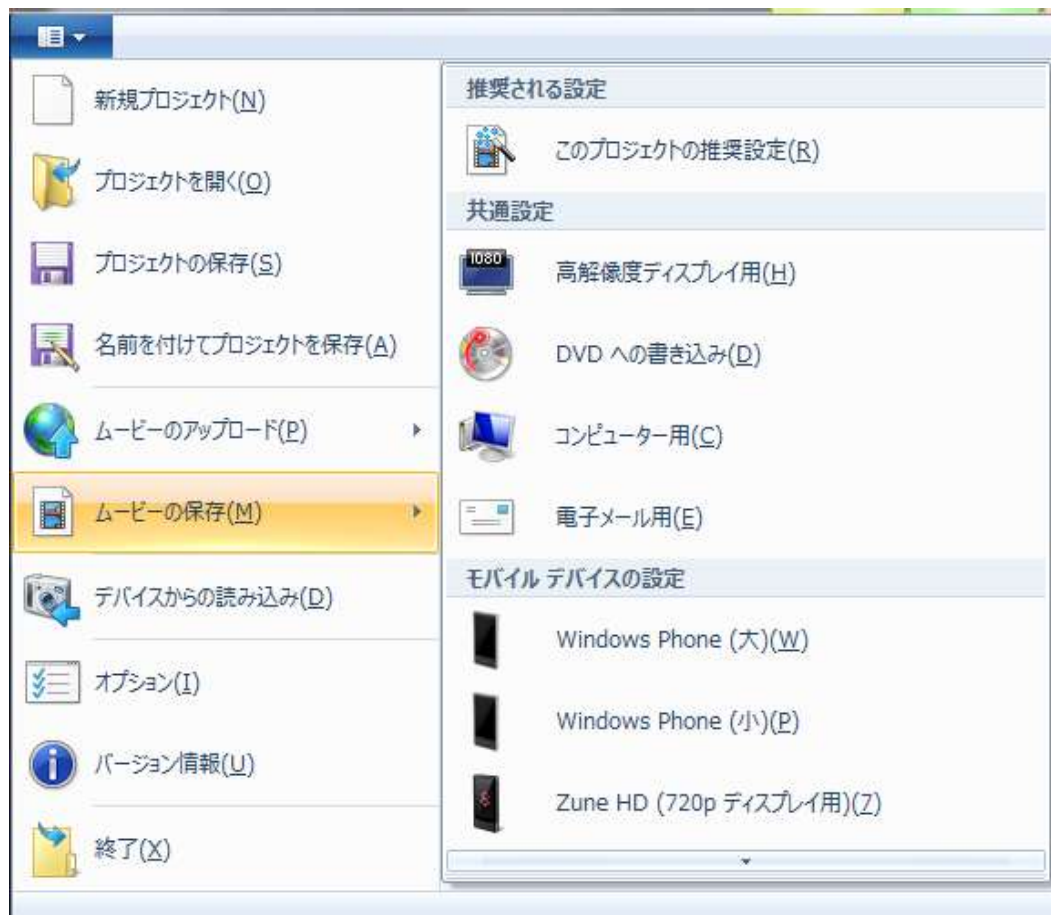 新規プロジェクト(N)
プロジェクトを開く(O)
プロジェクトの保存(S)
名前を付けてプロジェクトを保存(A)
ムービーのアップロード(P)
ムービーの保存(M)
デバイスからの読み込み(D)
オプション(I)
バージョン情報(U)
終了(X)
推奨される設定
このプロジェクトの推奨設定(R)
共通設定
1080
高解像度ディスプレイ用(H)
DVD への書き込み(D)
コンピューター用(C)
電子メール用(E)
モバイル デバイスの設定
Windows Phone (大)(W)
Windows Phone (小)(P)
Zune HD (720p ディスプレイ用)(7)